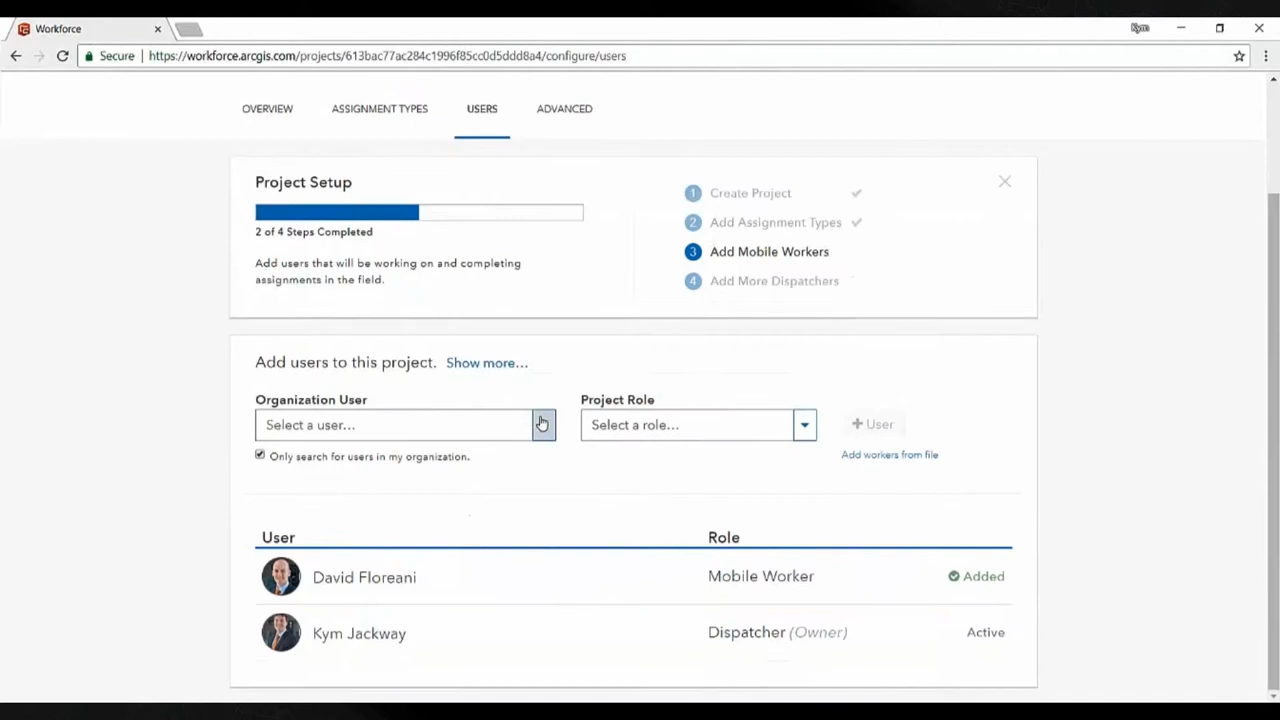 Workforce
Kym
Secure
https://workforce.arcgis.com/projects/613bac77ac284c1996f85cc0d5ddd8a4/configure/users
OVERVIEW ASSIGNMENT TYPES USERS ADVANCED
Project Setup
2 of 4 Steps Completed
Add users that will be working on and completing
assignments in the field.
1 Create Project
2 Add Assignment Types
3 Add Mobile Workers
4 Add More Dispatchers
Add users to this project. Show more...
Organization User
Select a user...
Only search for users in my organization.
Project Role
Select a role...
+ User
Add workers from file
User Role
David Floreani Mobile Worker Added
Kym Jackway Dispatcher (Owner) Active